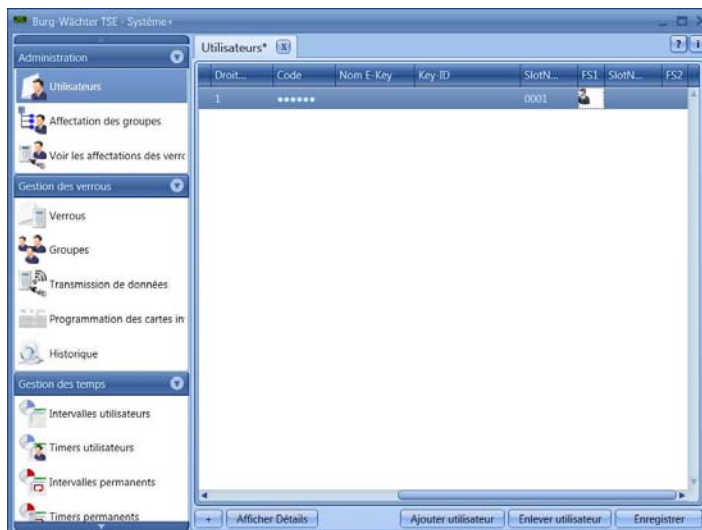 Burg-Wächter TSE - Système+
Administration
Utilisateurs
Affectation des groupes
Voir les affectations des verrc
Gestion des verrous
Verrous
Groupes
Transmission de données
Programmation des cartes in
Historique
Gestion des temps
Intervalles utilisateurs
Timers utilisateurs
Intervalles permanents
Timers permanents
Utilisateurs* x
? i
Droit... Code Nom E-Key Key-ID SlotN... FS1 SlotN... FS2
1 •••••• 0001
+ Afficher Détails Ajouter utilisateur Enlever utilisateur Enregistrer